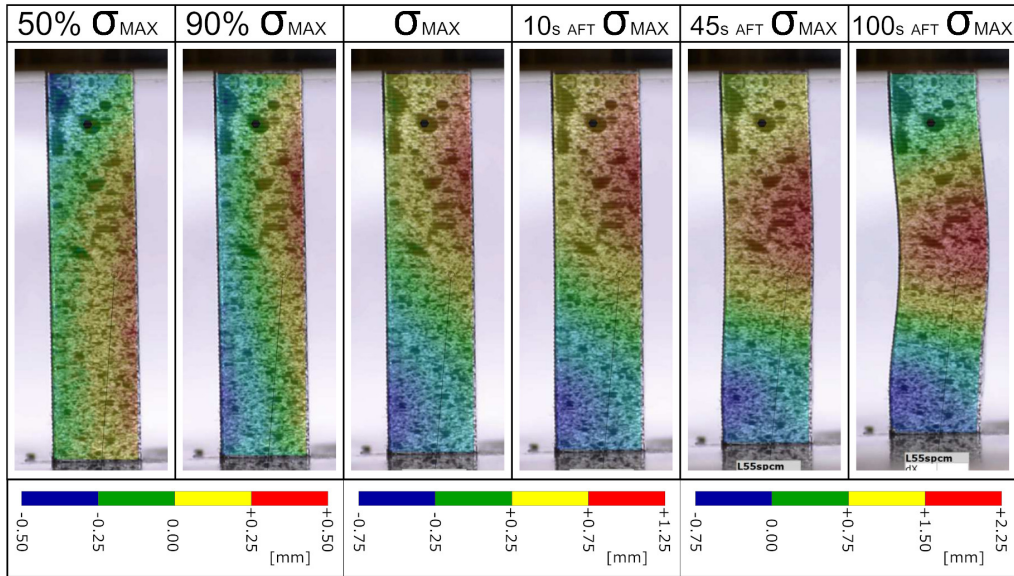 50% σMAX
90% σMAX
σMAX
10s AFT σMAX
45s AFT σMAX
100s AFT σMAX
L55spcm
L55spcm
dX
-0.50
-0.25
0.00
+0.25
+0.50
[mm]
-0.75
-0.25
+0.25
+0.75
+1.25
[mm]
-0.75
0.00
+0.75
+1.50
+2.25
[mm]